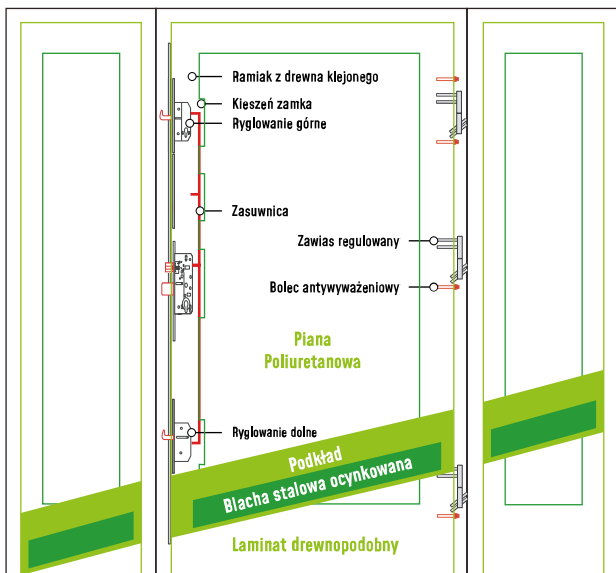 Ramiak z drewna klejonego
Kieszeń zamka
Ryglowanie górne
Zasuwnica
Zawias regulowany
Bolec antywyważeniowy
Piana
Poliuretanowa
Ryglowanie dolne
Podkład
Blacha stalowa ocynkowana
Laminat drewnopodobny